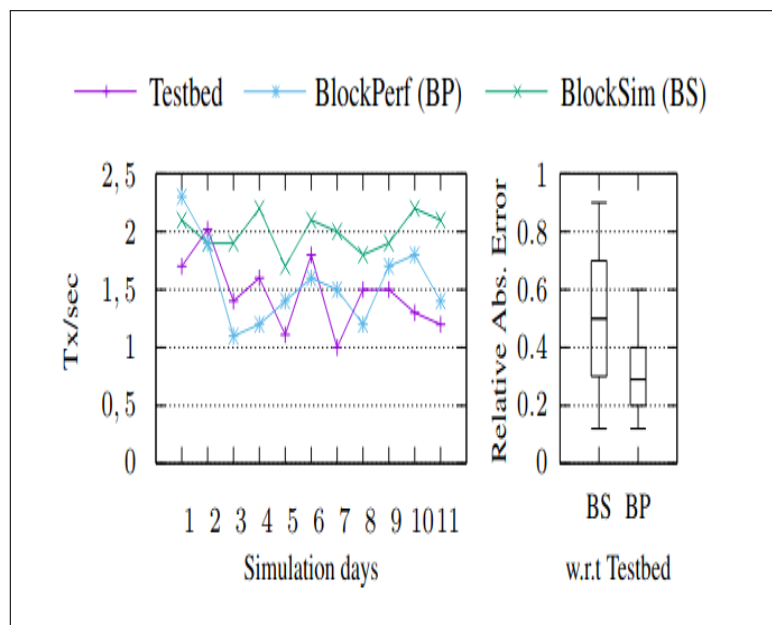 Testbed BlockPerf (BP) BlockSim (BS)
Tx/sec
2,5
2
1,5
1
0,5
0
1 2 3 4 5 6 7 8 9 10 11
Simulation days
Relative Abs. Error
1
0.8
0.6
0.4
0.2
0
BS BP
w.r.t Testbed